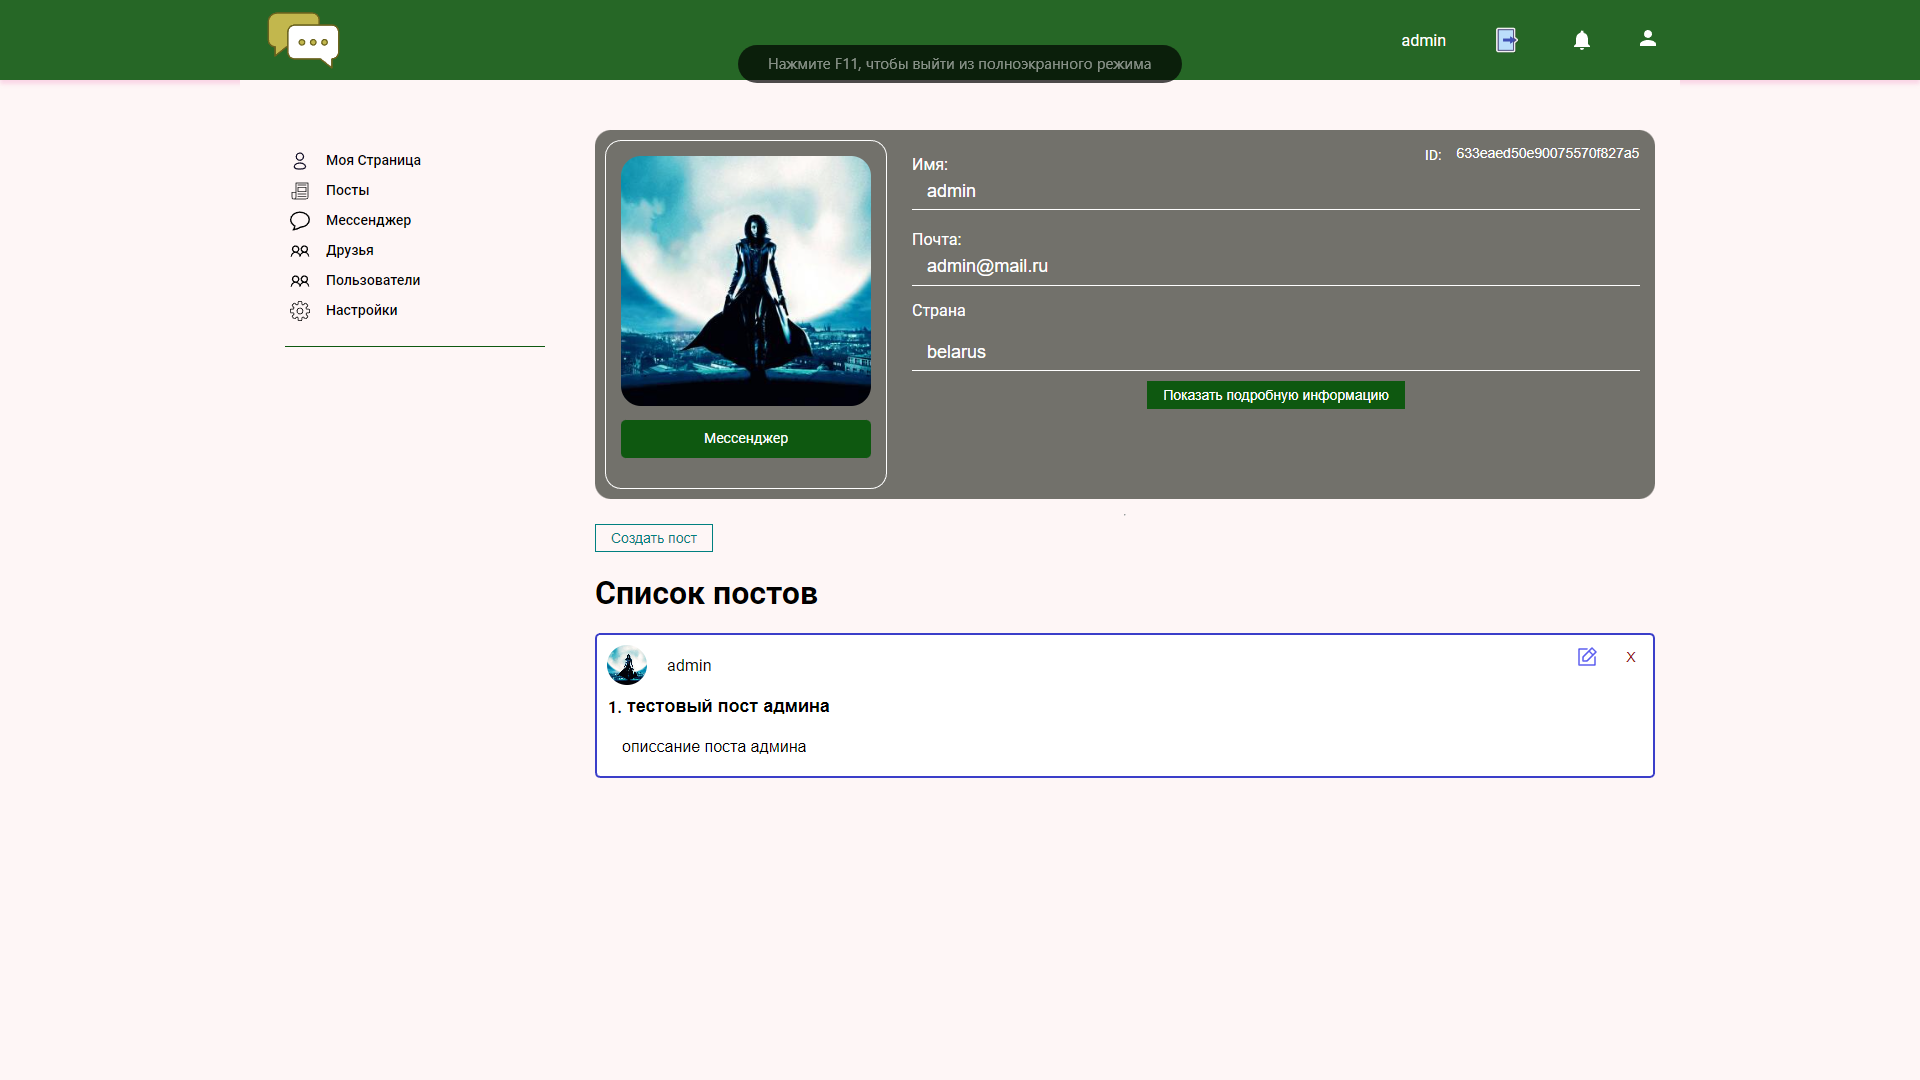 admin
Нажмите F11, чтобы выйти из полноэкранного режима
Моя Страница
Посты
Мессенджер
Друзья
Пользователи
Настройки
Мессенджер
ID: 633eaed50e90075570f827a5
Имя:
admin
Почта:
admin@mail.ru
Страна
belarus
Показать подробную информацию
Создать пост
Список постов
admin
X
1. тестовый пост админа
описсание поста админа